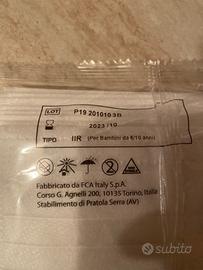 LOT P19 201010 3B
2023/10
TIPO IIR (Per Bambini da 6/10 anni)
Fabbricato da FCA Italy S.p.A.
Corso G. Agnelli 200, 10135 Torino, Italia
Stabilimento di Pratola Serra (AV)
subito